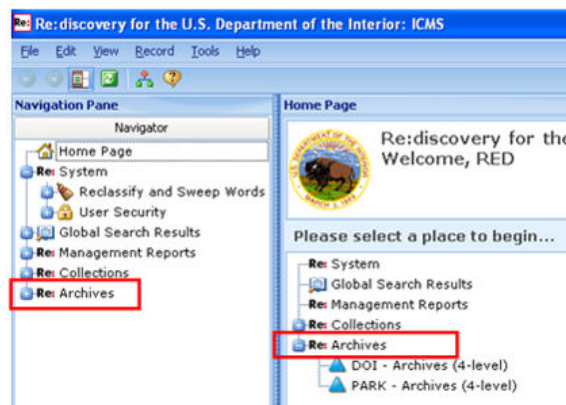 Re: Re:discovery for the U.S. Department of the Interior: ICMS
File Edit View Record Tools Help
Navigation Pane
Navigator
Home Page
Re: System
Reclassify and Sweep Words
User Security
Global Search Results
Re: Management Reports
Re: Collections
Re: Archives
Home Page
Re:discovery for the
Welcome, RED
Please select a place to begin...
Re: System
Global Search Results
Re: Management Reports
Re: Collections
Re: Archives
DOI - Archives (4-level)
PARK - Archives (4-level)